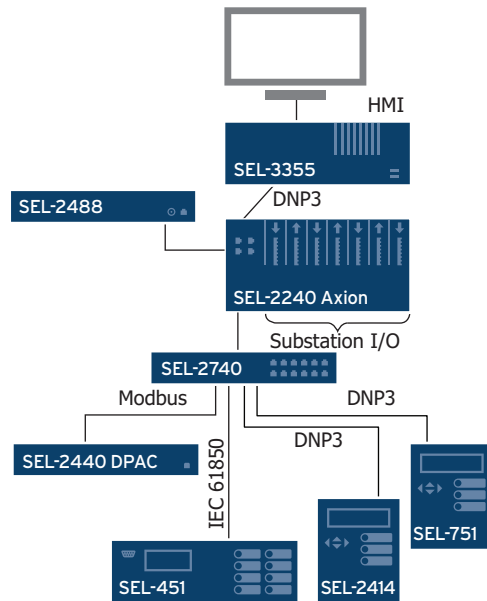 HMI
SEL-3355
DNP3
SEL-2488
SEL-2240 Axion
Substation I/O
SEL-2740
Modbus
DNP3
DNP3
SEL-2440 DPAC
IEC 61850
SEL-751
SEL-451
SEL-2414